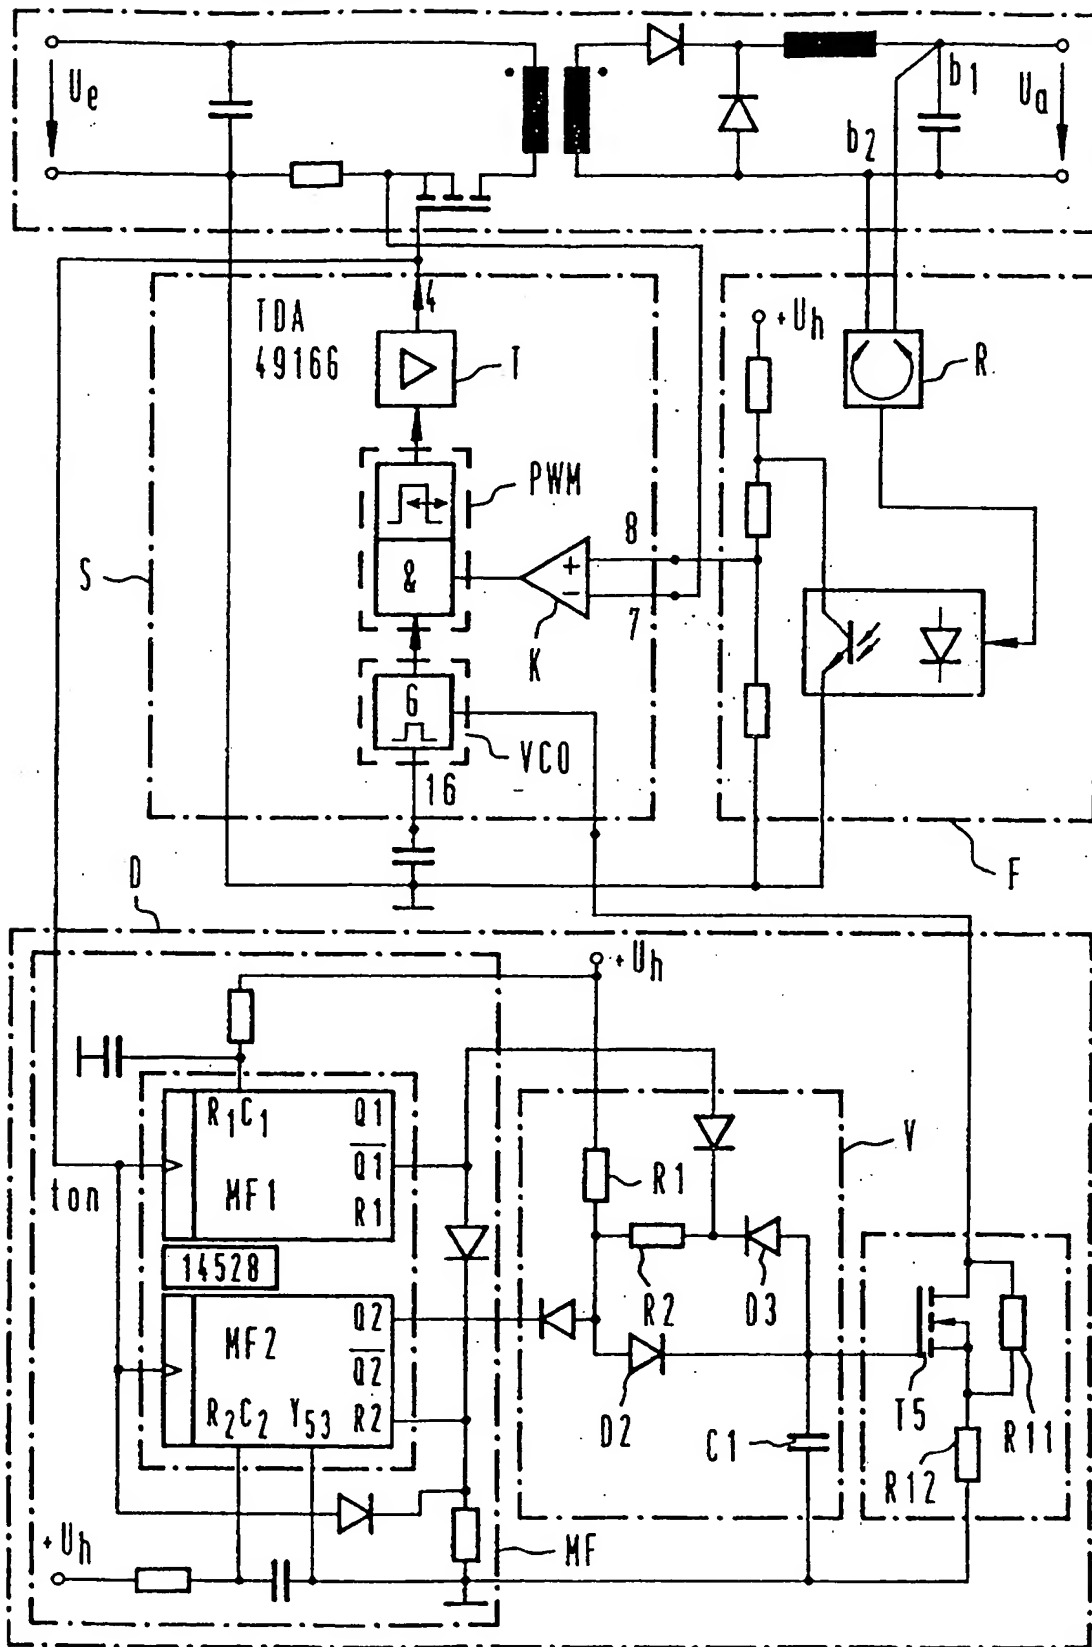 Ue
b1
Ua
b2
4
TDA
49166
T
+Uh
R
PWM
8
S
&
+
−
7
K
G
VCO
16
F
D
+Uh
R1C1
Q1
Q1
R1
MF1
ton
14528
V
R1
R2
D3
MF2
Q2
Q2
R2
R2C2
Y53
D2
C1
T5
R11
R12
+Uh
MF